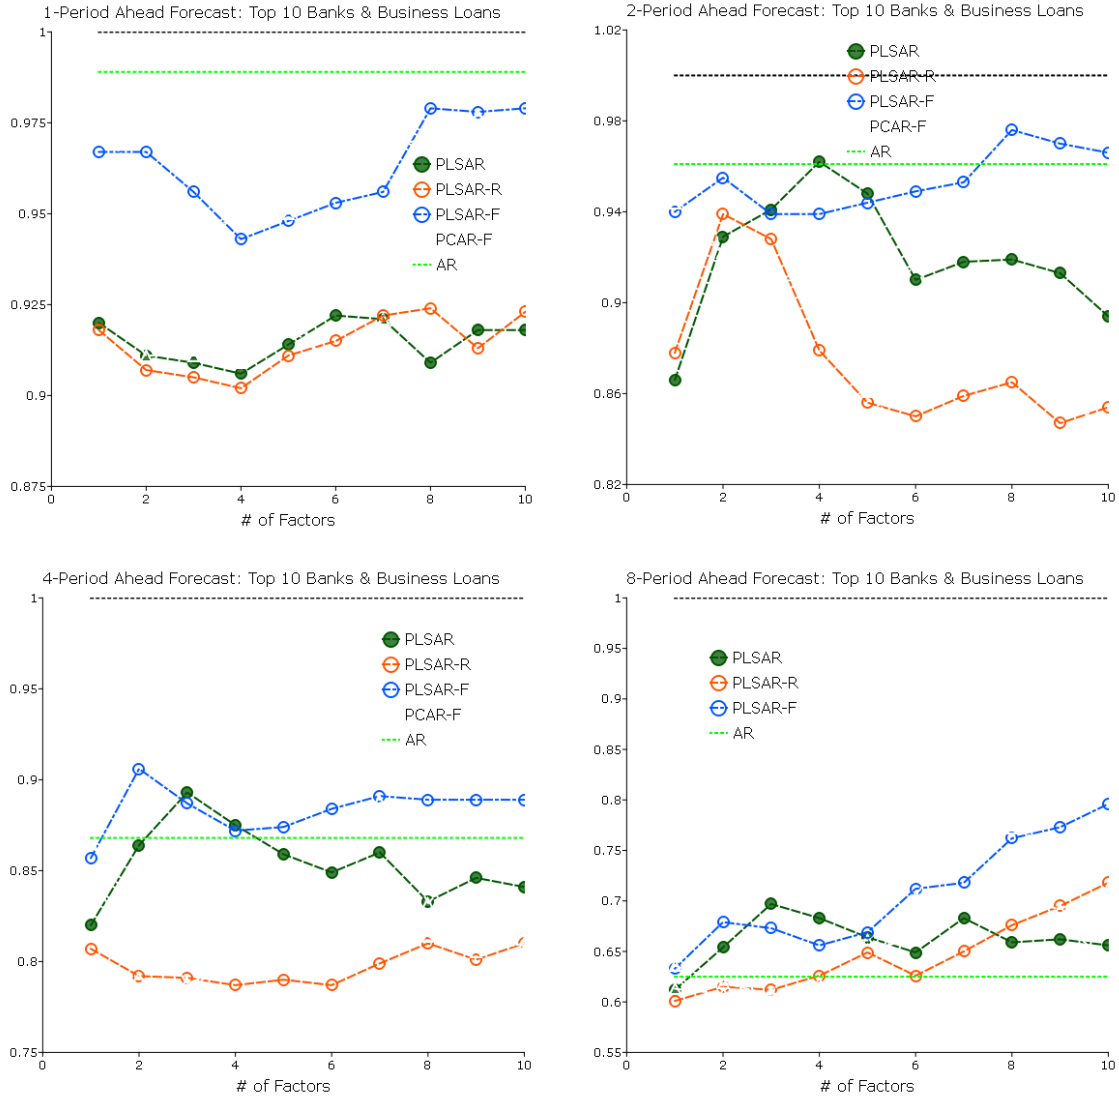 1-Period Ahead Forecast: Top 10 Banks & Business Loans
1
0.975
0.95
0.925
0.9
0.875
0
2
4
6
8
10
# of Factors
PLSAR
PLSAR-R
PLSAR-F
PCAR-F
AR
2-Period Ahead Forecast: Top 10 Banks & Business Loans
1.02
0.98
0.94
0.9
0.86
0.82
0
2
4
6
8
10
# of Factors
PLSAR
PLSAR-R
PLSAR-F
PCAR-F
AR
4-Period Ahead Forecast: Top 10 Banks & Business Loans
1
0.95
0.9
0.85
0.8
0.75
0
2
4
6
8
10
# of Factors
PLSAR
PLSAR-R
PLSAR-F
PCAR-F
AR
8-Period Ahead Forecast: Top 10 Banks & Business Loans
1
0.95
0.9
0.85
0.8
0.75
0.7
0.65
0.6
0.55
0
2
4
6
8
10
# of Factors
PLSAR
PLSAR-R
PLSAR-F
AR